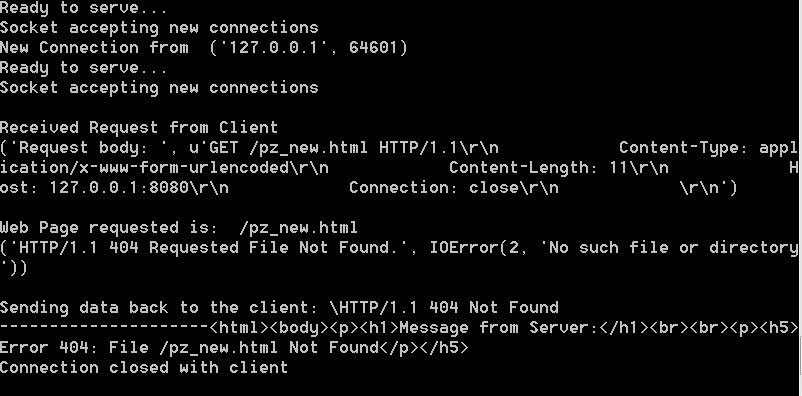 Ready to serve...
Socket accepting new connections
New Connection from  ('127.0.0.1', 64601)
Ready to serve...
Socket accepting new connections

Received Request from Client
('Request body: ', u'GET /pz_new.html HTTP/1.1\r\n            Content-Type: appl
ication/x-www-form-urlencoded\r\n            Content-Length: 11\r\n            H
ost: 127.0.0.1:8080\r\n            Connection: close\r\n            \r\n')

Web Page requested is:  /pz_new.html
('HTTP/1.1 404 Requested File Not Found.', IOError(2, 'No such file or directory
'))

Sending data back to the client: \HTTP/1.1 404 Not Found
---------------------<html><body><p><h1>Message from Server:</h1><br><br><p><h5>
Error 404: File /pz_new.html Not Found</p></h5>
Connection closed with client